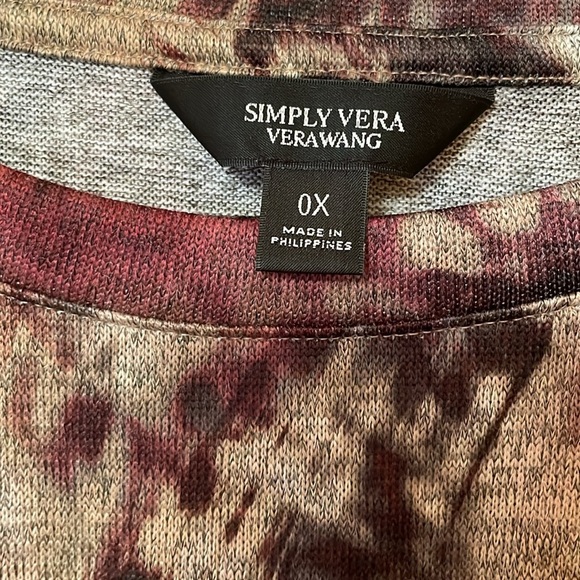 SIMPLY VERA
VERAWANG
0X
MADE IN
PHILIPPINES